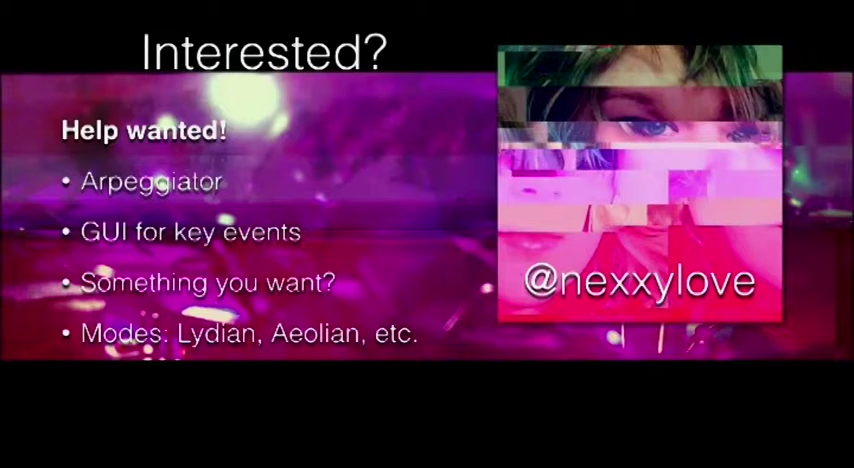 Interested?
Help wanted!
• Arpeggiator
• GUI for key events
• Something you want?
• Modes: Lydian, Aeolian, etc.
@nexxylove